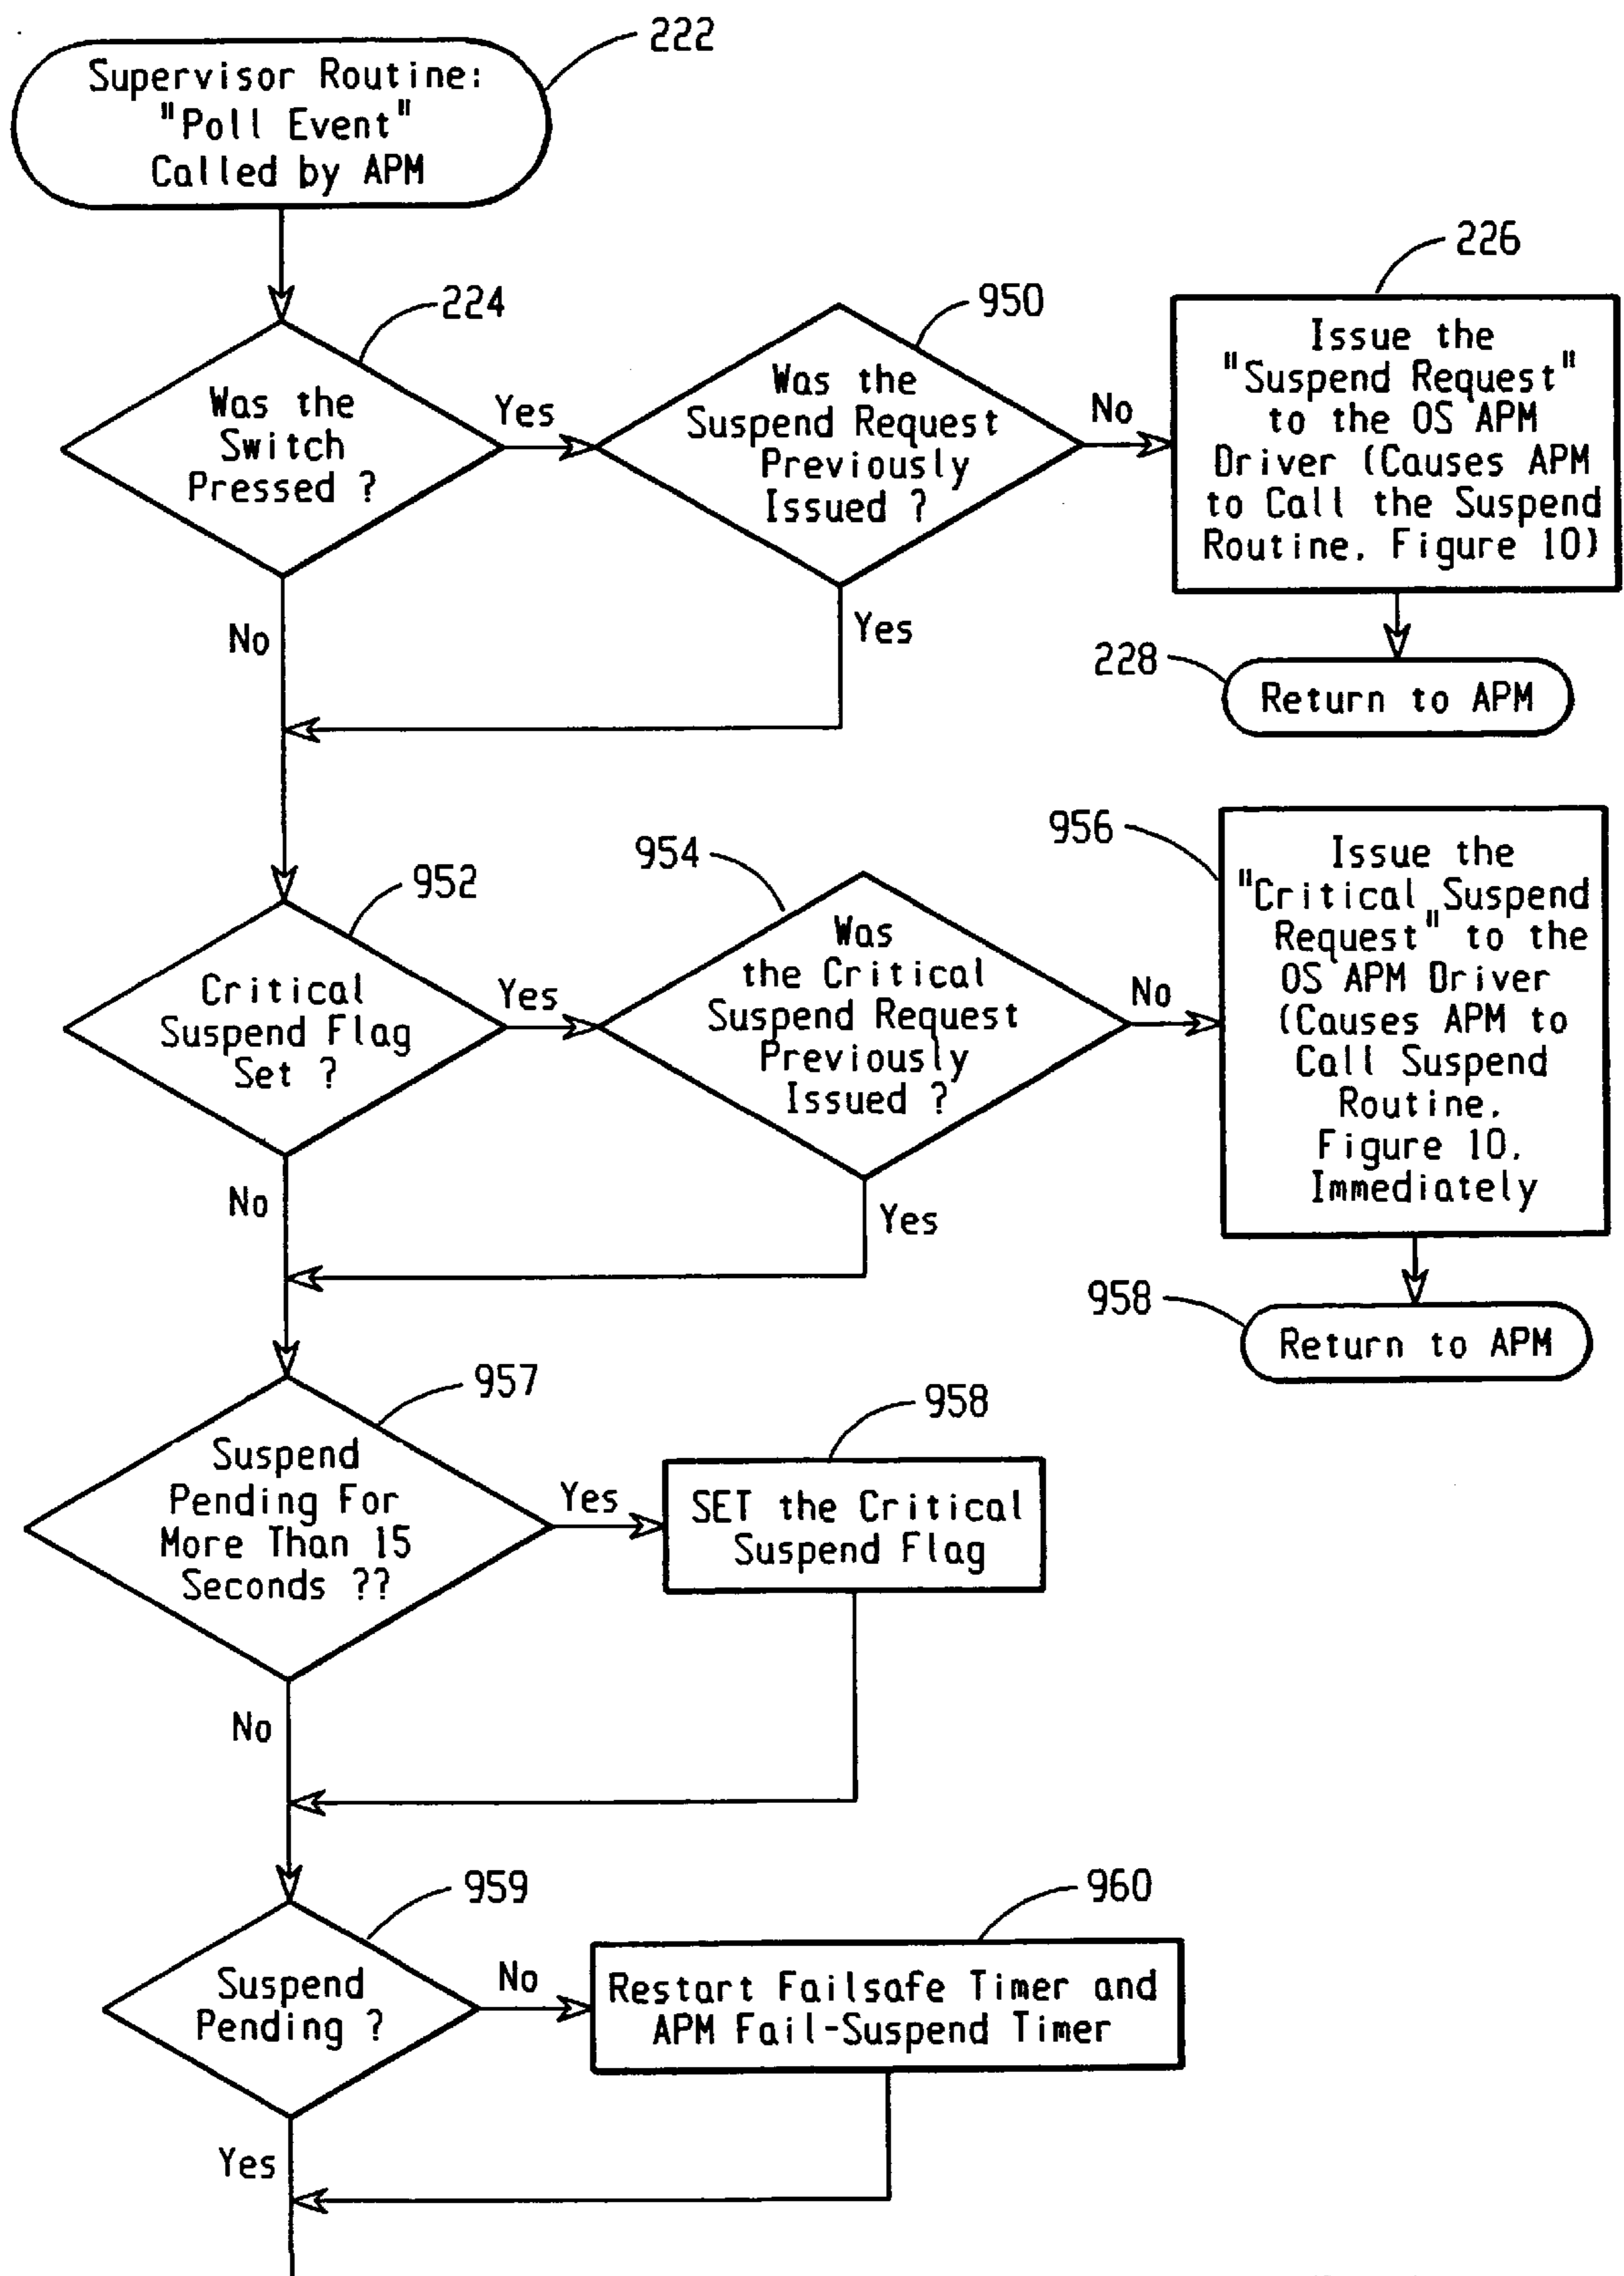 222
Supervisor Routine:
"Poll Event"
Called by APM
226
224
950
Was the
Switch
Pressed ?
Yes
Was the
Suspend Request
Previously
Issued ?
No
Issue the
"Suspend Request"
to the OS APM
Driver (Causes APM
to Call the Suspend
Routine. Figure 10)
No
Yes
228
Return to APM
952
954
956
Critical
Suspend Flag
Set ?
Yes
Was
the Critical
Suspend Request
Previously
Issued ?
No
Issue the
"Critical Suspend
Request" to the
OS APM Driver
(Causes APM to
Call Suspend
Routine.
Figure 10.
Immediately
No
Yes
958
Return to APM
957
958
Suspend
Pending For
More Than 15
Seconds ??
Yes
SET the Critical
Suspend Flag
No
959
960
Suspend
Pending ?
No
Restart Failsafe Timer and
APM Fail-Suspend Timer
Yes